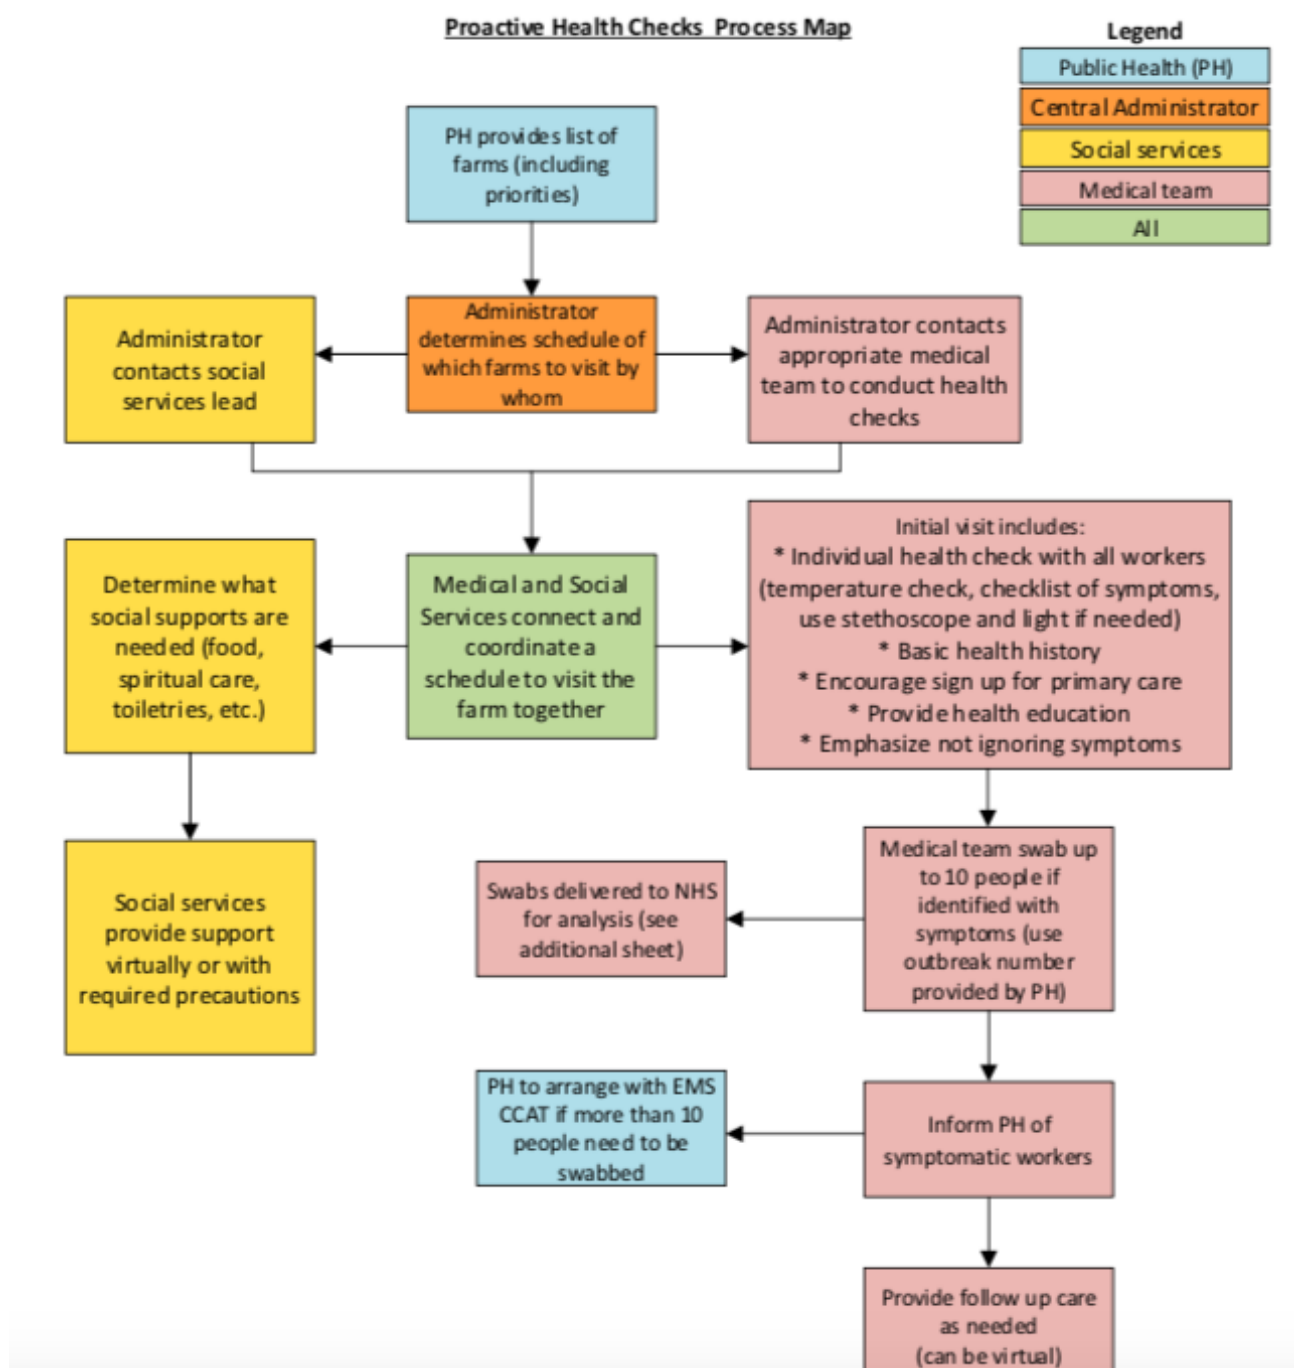 Proactive Health Checks Process Map
Legend
Public Health (PH)
Central Administrator
Social services
Medical team
All
PH provides list of
farms (including
priorities)
Administrator
contacts social
services lead
Administrator
determines schedule of
which farms to visit by
whom
Administrator contacts
appropriate medical
team to conduct health
checks
Determine what
social supports are
needed (food,
spiritual care,
toiletries, etc.)
Medical and Social
Services connect and
coordinate a
schedule to visit the
farm together
Initial visit includes:
* Individual health check with all workers
(temperature check, checklist of symptoms,
use stethoscope and light if needed)
* Basic health history
* Encourage sign up for primary care
* Provide health education
* Emphasize not ignoring symptoms
Social services
provide support
virtually or with
required precautions
Swabs delivered to NHS
for analysis (see
additional sheet)
Medical team swab up
to 10 people if
identified with
symptoms (use
outbreak number
provided by PH)
PH to arrange with EMS
CCAT if more than 10
people need to be
swabbed
Inform PH of
symptomatic workers
Provide follow up care
as needed
(can be virtual)